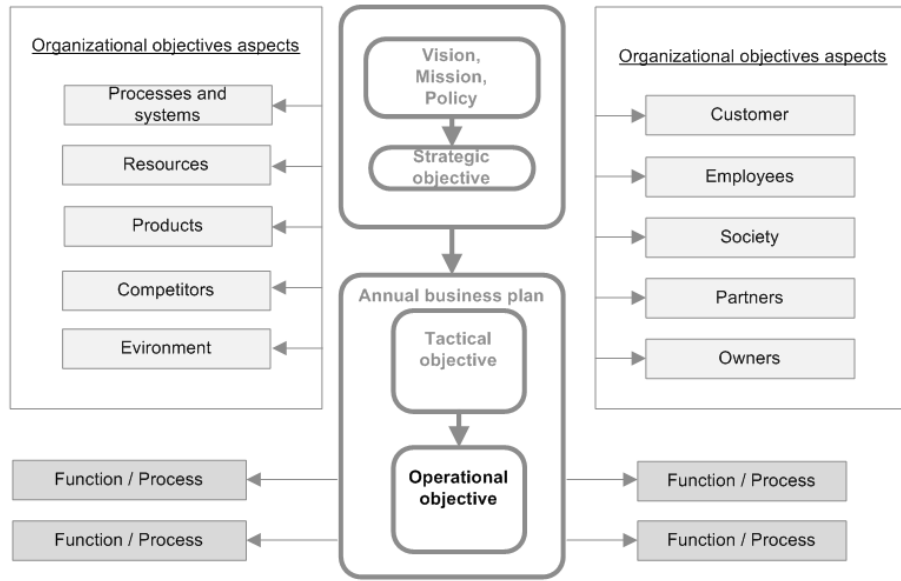 Organizational objectives aspects
Processes and
systems
Resources
Products
Competitors
Evironment
Vision,
Mission,
Policy
Strategic
objective
Annual business plan
Tactical
objective
Operational
objective
Organizational objectives aspects
Customer
Employees
Society
Partners
Owners
Function / Process
Function / Process
Function / Process
Function / Process